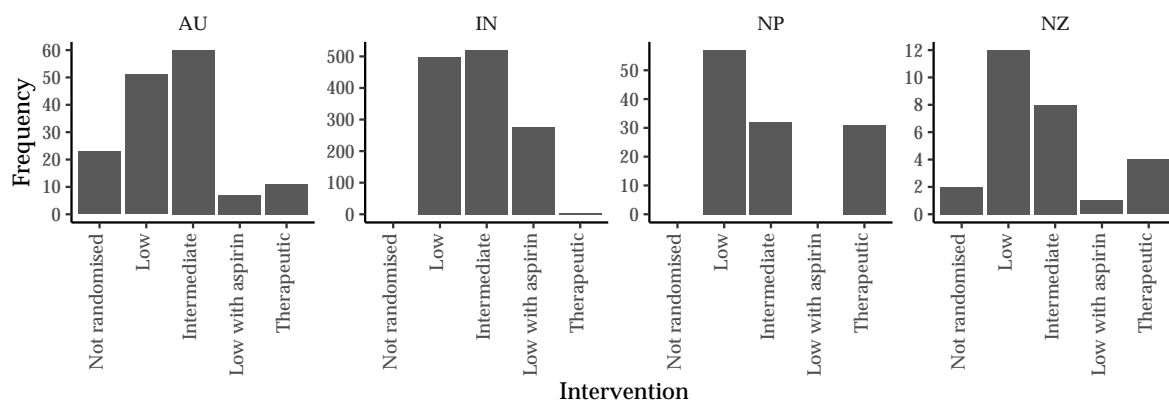 AU
IN
NP
NZ
Frequency
60
50
40
30
20
10
0
500
400
300
200
100
0
50
40
30
20
10
0
12
10
8
6
4
2
0
Not randomised
Low
Intermediate
Low with aspirin
Therapeutic
Not randomised
Low
Intermediate
Low with aspirin
Therapeutic
Not randomised
Low
Intermediate
Low with aspirin
Therapeutic
Not randomised
Low
Intermediate
Low with aspirin
Therapeutic
Intervention